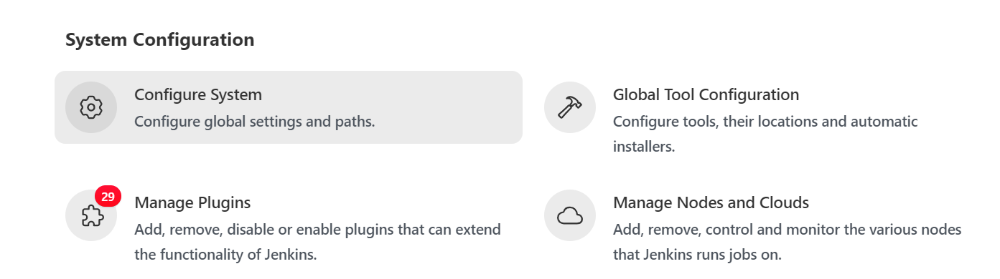 System Configuration
Configure System
Configure global settings and paths.
Global Tool Configuration
Configure tools, their locations and automatic
installers.
29
Manage Plugins
Add, remove, disable or enable plugins that can extend
the functionality of Jenkins.
Manage Nodes and Clouds
Add, remove, control and monitor the various nodes
that Jenkins runs jobs on.